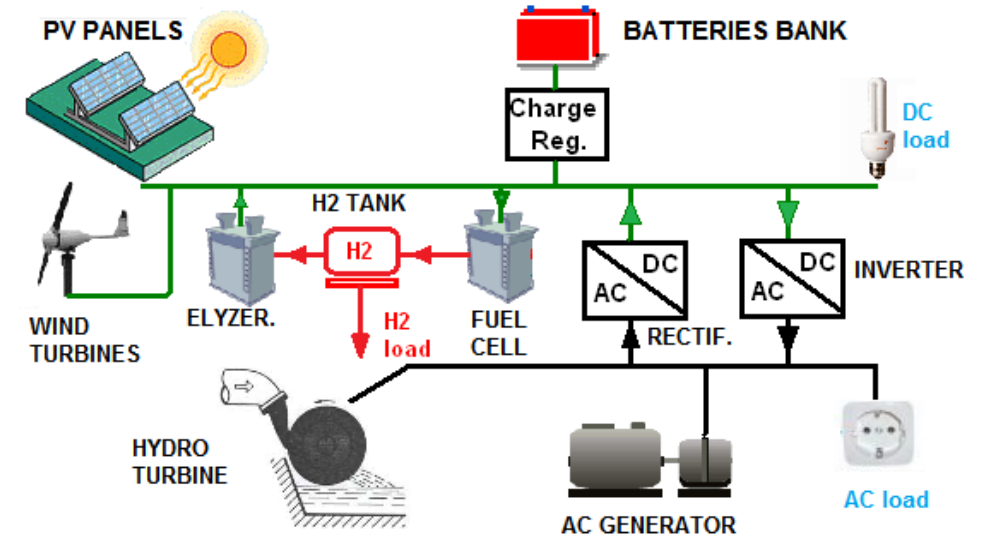 PV PANELS
BATTERIES BANK
Charge
Reg.
DC
load
H2 TANK
H2
DC
AC
DC
AC
INVERTER
ELYZER.
H2
load
FUEL
CELL
RECTIF.
WIND
TURBINES
HYDRO
TURBINE
AC GENERATOR
AC load